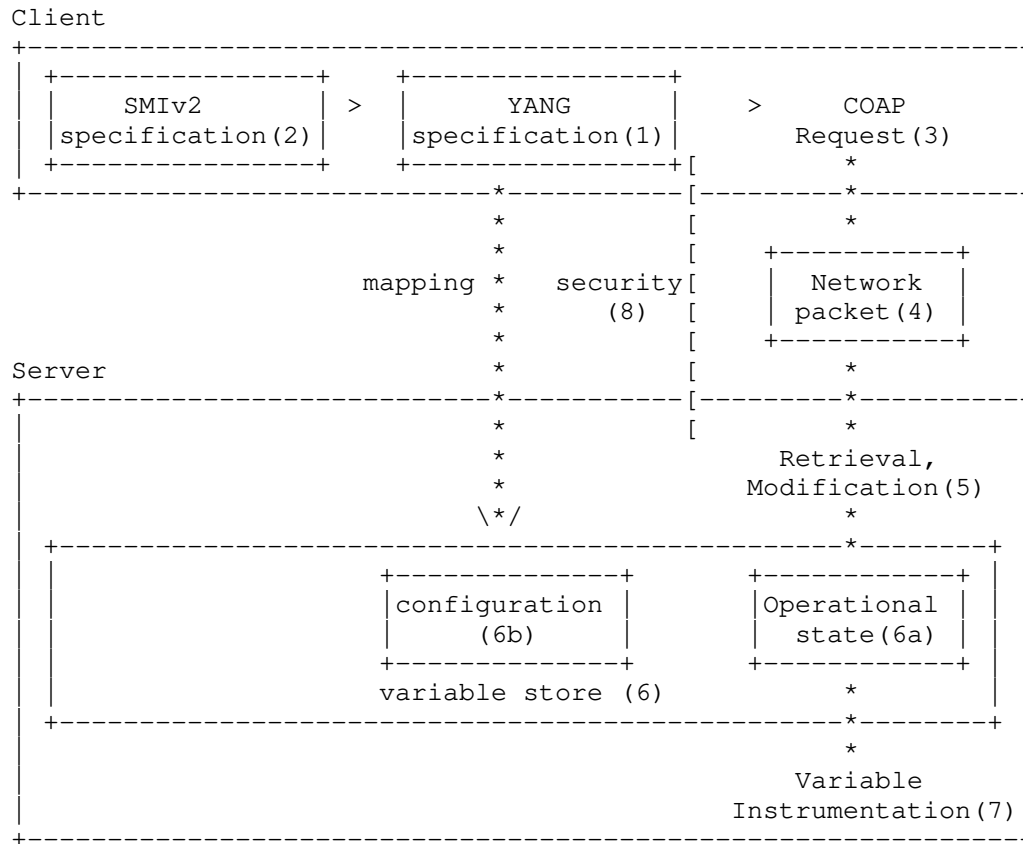 Client
SMIv2 > YANG > COAP
specification(2) specification(1) Request(3)
mapping security Network
(8) packet(4)
Server
Retrieval,
Modification(5)
configuration Operational
(6b) state(6a)
variable store (6)
Variable
Instrumentation(7)